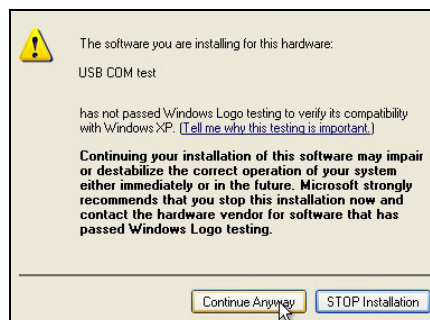 The software you are installing for this hardware:
USB COM test
has not passed Windows Logo testing to verify its compatibility
with Windows XP. (Tell me why this testing is important.)
Continuing your installation of this software may impair
or destabilize the correct operation of your system
either immediately or in the future. Microsoft strongly
recommends that you stop this installation now and
contact the hardware vendor for software that has
passed Windows Logo testing.
Continue Anyway STOP Installation